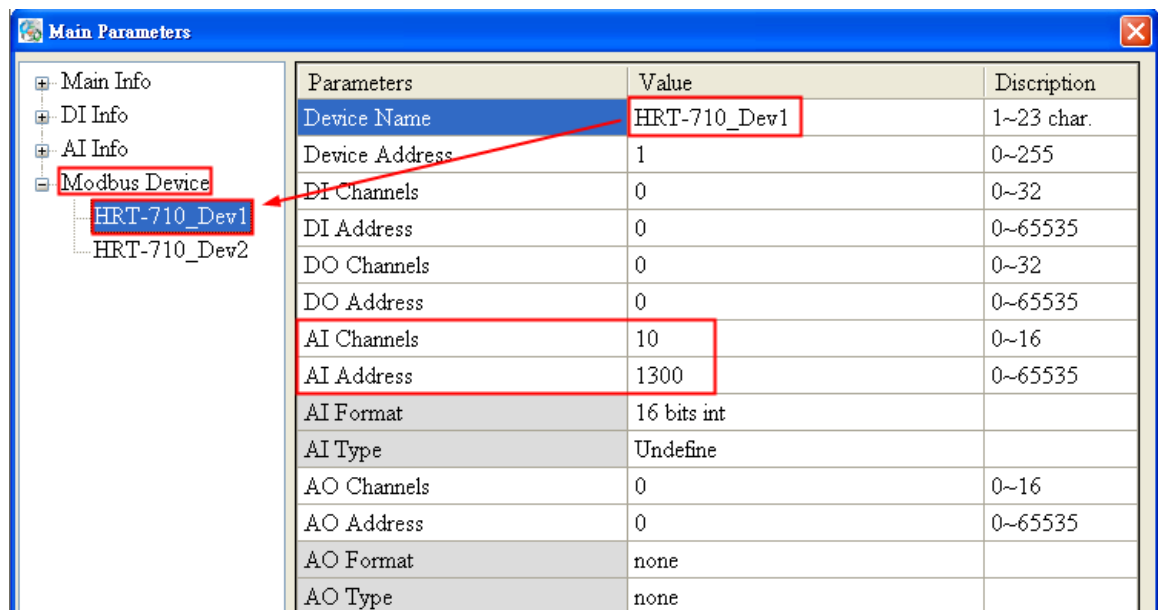 Main Parameters
Main Info
DI Info
AI Info
Modbus Device
HRT-710_Dev1
HRT-710_Dev2
Parameters Value Discription
Device Name HRT-710_Dev1 1~23 char.
Device Address 1 0~255
DI Channels 0 0~32
DI Address 0 0~65535
DO Channels 0 0~32
DO Address 0 0~65535
AI Channels 10 0~16
AI Address 1300 0~65535
AI Format 16 bits int
AI Type Undefine
AO Channels 0 0~16
AO Address 0 0~65535
AO Format none
AO Type none